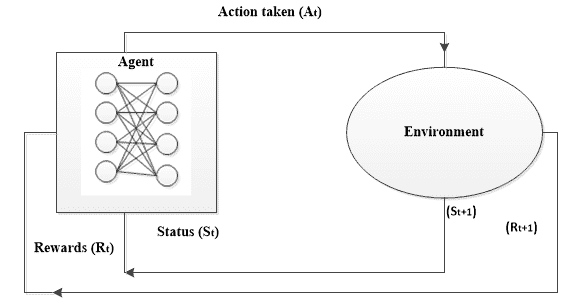 Action taken (At)
Agent
Environment
(St+1)
(Rt+1)
Status (St)
Rewards (Rt)